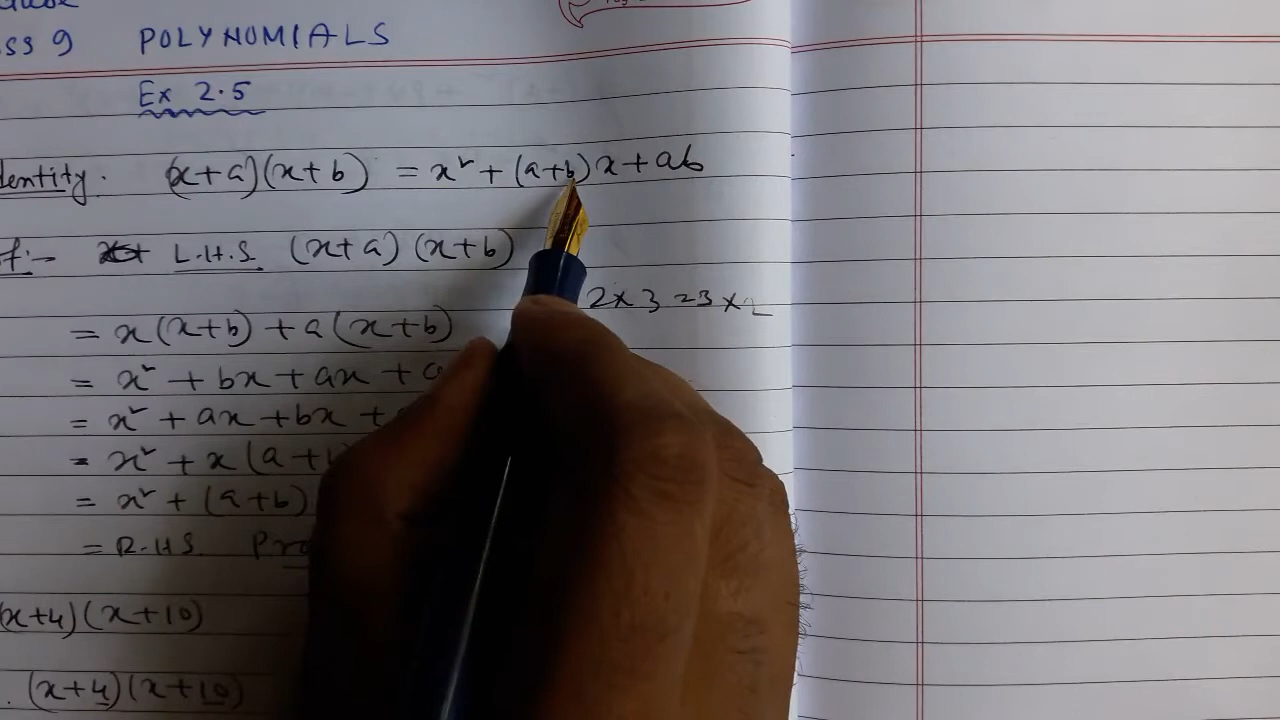 ss 9 POLYNOMIALS
Ex 2.5
dentity. (x+a)(x+b) = x² + (a+b)x + ab
f:- L.H.S (x+a)(x+b)
2x3 = 3x2
= x(x+b) + a(x+b)
= x² + bx + ax +
= x² + ax + bx +
= x² + x(a+
= x² + (a+b)
= R.H.S. Pro
(x+4)(x+10)
. (x+4)(x+10)